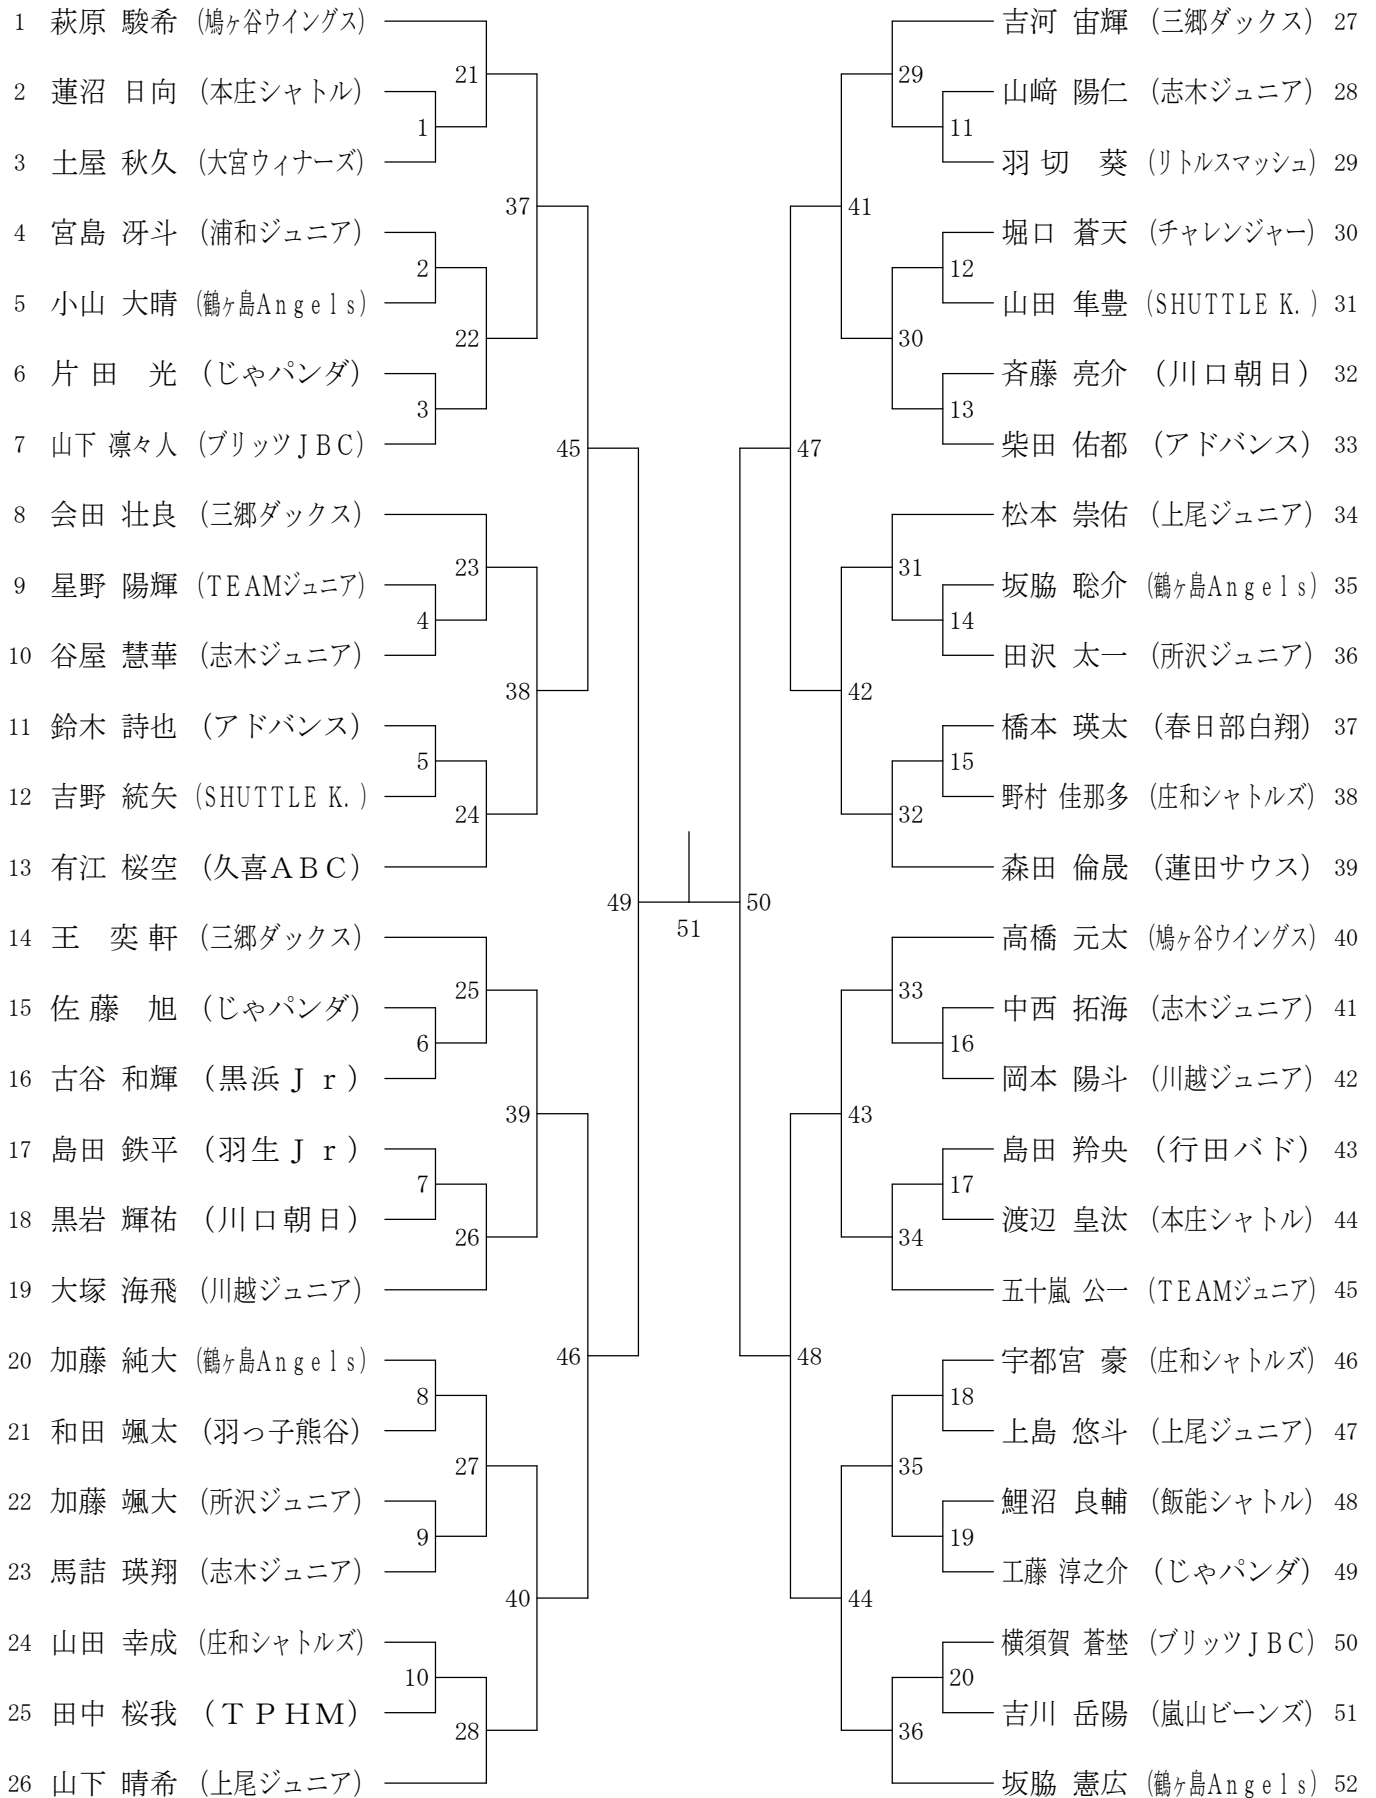 1 萩原 駿希 (鳩ヶ谷ウイングス)
21
2 蓮沼 日向 (本庄シャトル)
1
3 土屋 秋久 (大宮ウィナーズ)
37
4 宮島 冴斗 (浦和ジュニア)
2
5 小山 大晴 (鶴ヶ島Angels)
22
6 片田 光 (じゃパンダ)
3
7 山下 凛々人 (ブリッツJBC)
45
8 会田 壮良 (三郷ダックス)
23
9 星野 陽輝 (TEAMジュニア)
4
10 谷屋 慧華 (志木ジュニア)
38
11 鈴木 詩也 (アドバンス)
5
12 吉野 統矢 (SHUTTLE K.)
24
13 有江 桜空 (久喜ABC)
49
14 王 奕軒 (三郷ダックス)
25
15 佐藤 旭 (じゃパンダ)
6
16 古谷 和輝 (黒浜Jr)
39
17 島田 鉄平 (羽生Jr)
7
18 黒岩 輝祐 (川口朝日)
26
19 大塚 海飛 (川越ジュニア)
46
20 加藤 純大 (鶴ヶ島Angels)
8
21 和田 颯太 (羽っ子熊谷)
27
22 加藤 颯大 (所沢ジュニア)
9
23 馬詰 瑛翔 (志木ジュニア)
40
24 山田 幸成 (庄和シャトルズ)
10
25 田中 桜我 (TPHM)
28
26 山下 晴希 (上尾ジュニア)
51
吉河 宙輝 (三郷ダックス) 27
29
山﨑 陽仁 (志木ジュニア) 28
11
羽切 葵 (リトルスマッシュ) 29
41
堀口 蒼天 (チャレンジャー) 30
12
山田 隼豊 (SHUTTLE K.) 31
30
斉藤 亮介 (川口朝日) 32
13
柴田 佑都 (アドバンス) 33
47
松本 崇佑 (上尾ジュニア) 34
31
坂脇 聡介 (鶴ヶ島Angels) 35
14
田沢 太一 (所沢ジュニア) 36
42
橋本 瑛太 (春日部白翔) 37
15
野村 佳那多 (庄和シャトルズ) 38
32
森田 倫晟 (蓮田サウス) 39
50
高橋 元太 (鳩ヶ谷ウイングス) 40
33
中西 拓海 (志木ジュニア) 41
16
岡本 陽斗 (川越ジュニア) 42
43
島田 羚央 (行田バド) 43
17
渡辺 皇汰 (本庄シャトル) 44
34
五十嵐 公一 (TEAMジュニア) 45
48
宇都宮 豪 (庄和シャトルズ) 46
18
上島 悠斗 (上尾ジュニア) 47
35
鯉沼 良輔 (飯能シャトル) 48
19
工藤 淳之介 (じゃパンダ) 49
44
横須賀 蒼埜 (ブリッツJBC) 50
20
吉川 岳陽 (嵐山ビーンズ) 51
36
坂脇 憲広 (鶴ヶ島Angels) 52